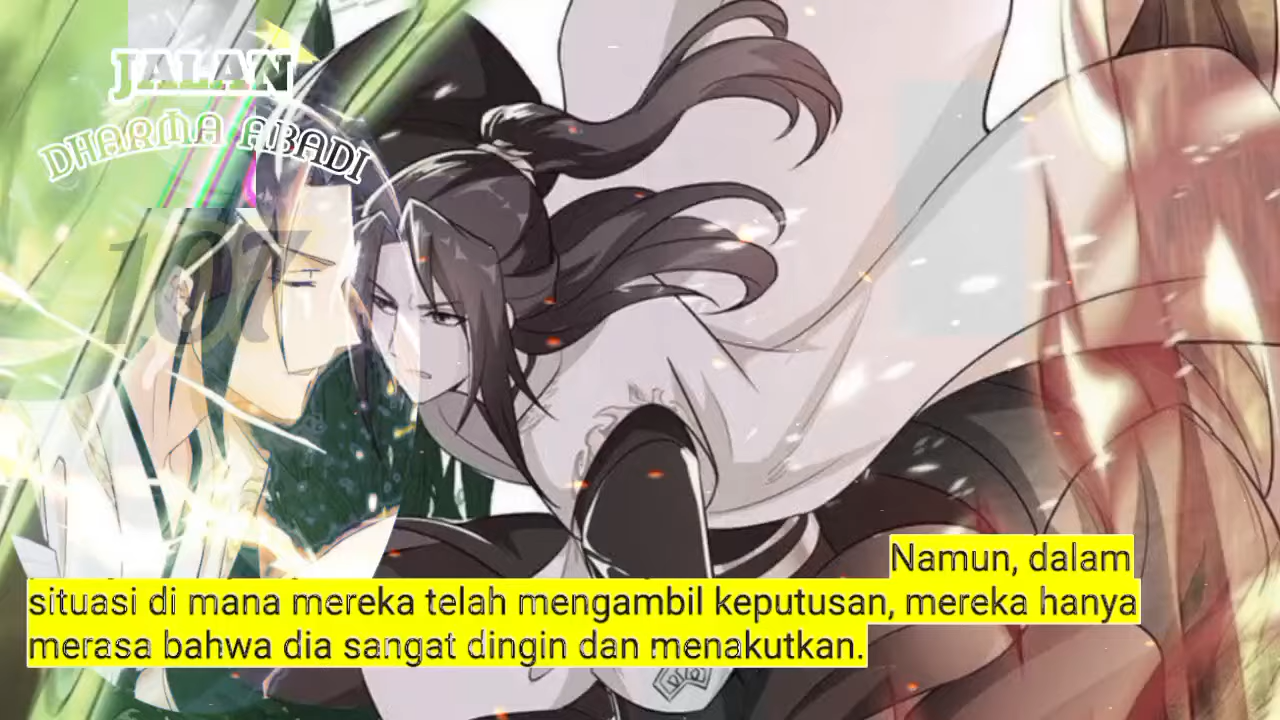 JALAN
DHARMA ABADI
107
Namun, dalam
situasi di mana mereka telah mengambil keputusan, mereka hanya
merasa bahwa dia sangat dingin dan menakutkan.